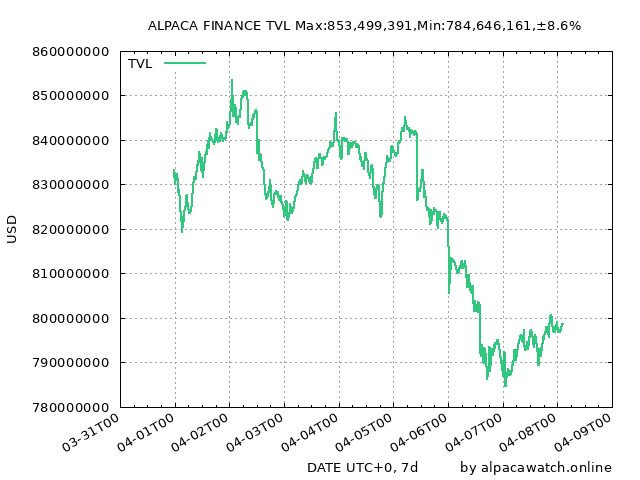 ALPACA FINANCE TVL Max:853,499,391,Min:784,646,161,±8.6%
860000000
TVL
850000000
840000000
830000000
820000000
USD
810000000
800000000
790000000
780000000
03-31T00
04-01T00
04-02T00
04-03T00
04-04T00
04-05T00
04-06T00
04-07T00
04-08T00
04-09T00
DATE UTC+0, 7d
by alpacawatch.online